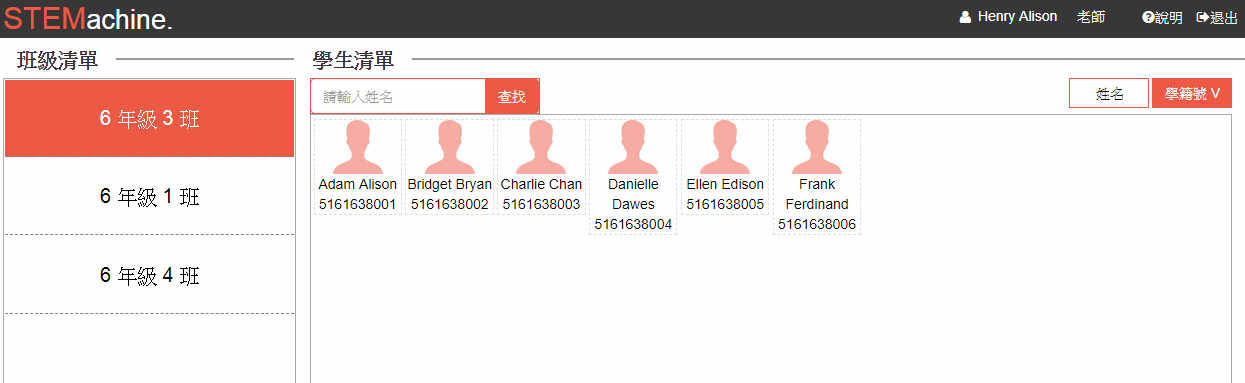 STEMachine.
Henry Alison 老師 說明 退出
班級清單
6 年級 3 班
6 年級 1 班
6 年級 4 班
學生清單
請輸入姓名 查找
姓名 學籍號 V
Adam Alison
5161638001
Bridget Bryan
5161638002
Charlie Chan
5161638003
Danielle
Dawes
5161638004
Ellen Edison
5161638005
Frank
Ferdinand
5161638006